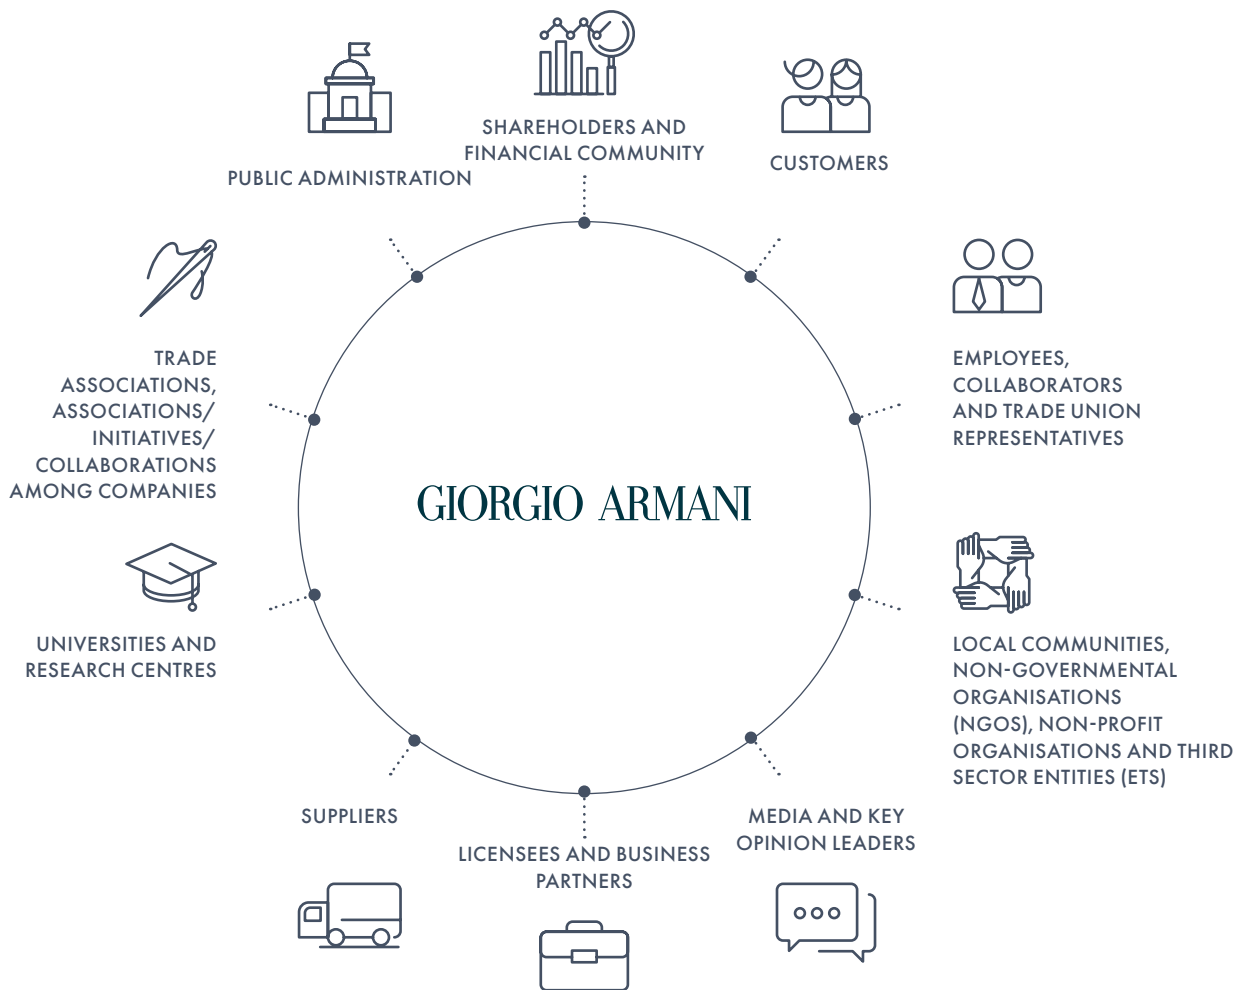 SHAREHOLDERS AND
FINANCIAL COMMUNITY
CUSTOMERS
PUBLIC ADMINISTRATION
TRADE
ASSOCIATIONS,
ASSOCIATIONS/
INITIATIVES/
COLLABORATIONS
AMONG COMPANIES
EMPLOYEES,
COLLABORATORS
AND TRADE UNION
REPRESENTATIVES
GIORGIO ARMANI
UNIVERSITIES AND
RESEARCH CENTRES
LOCAL COMMUNITIES,
NON-GOVERNMENTAL
ORGANISATIONS
(NGOS), NON-PROFIT
ORGANISATIONS AND THIRD
SECTOR ENTITIES (ETS)
SUPPLIERS
LICENSEES AND BUSINESS
PARTNERS
MEDIA AND KEY
OPINION LEADERS